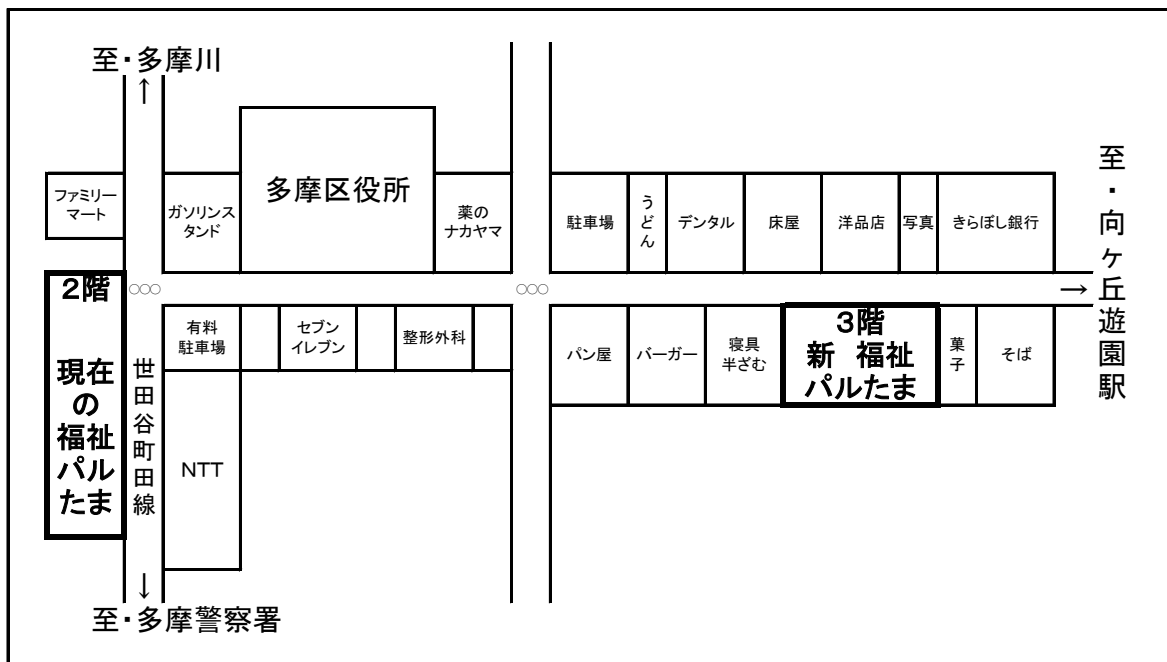 至・多摩川
↑
ファミリー
マート
ガソリンス
タンド
多摩区役所
薬の
ナカヤマ
駐車場
うどん
デンタル
床屋
洋品店
写真
きらぼし銀行
至・向ヶ丘遊園駅
→
○○○
○○○
2階
現在
の
福祉
パル
たま
世田谷町田線
有料
駐車場
セブン
イレブン
整形外科
パン屋
バーガー
寝具
半ざむ
3階
新 福祉
パルたま
菓子
そば
NTT
↓
至・多摩警察署